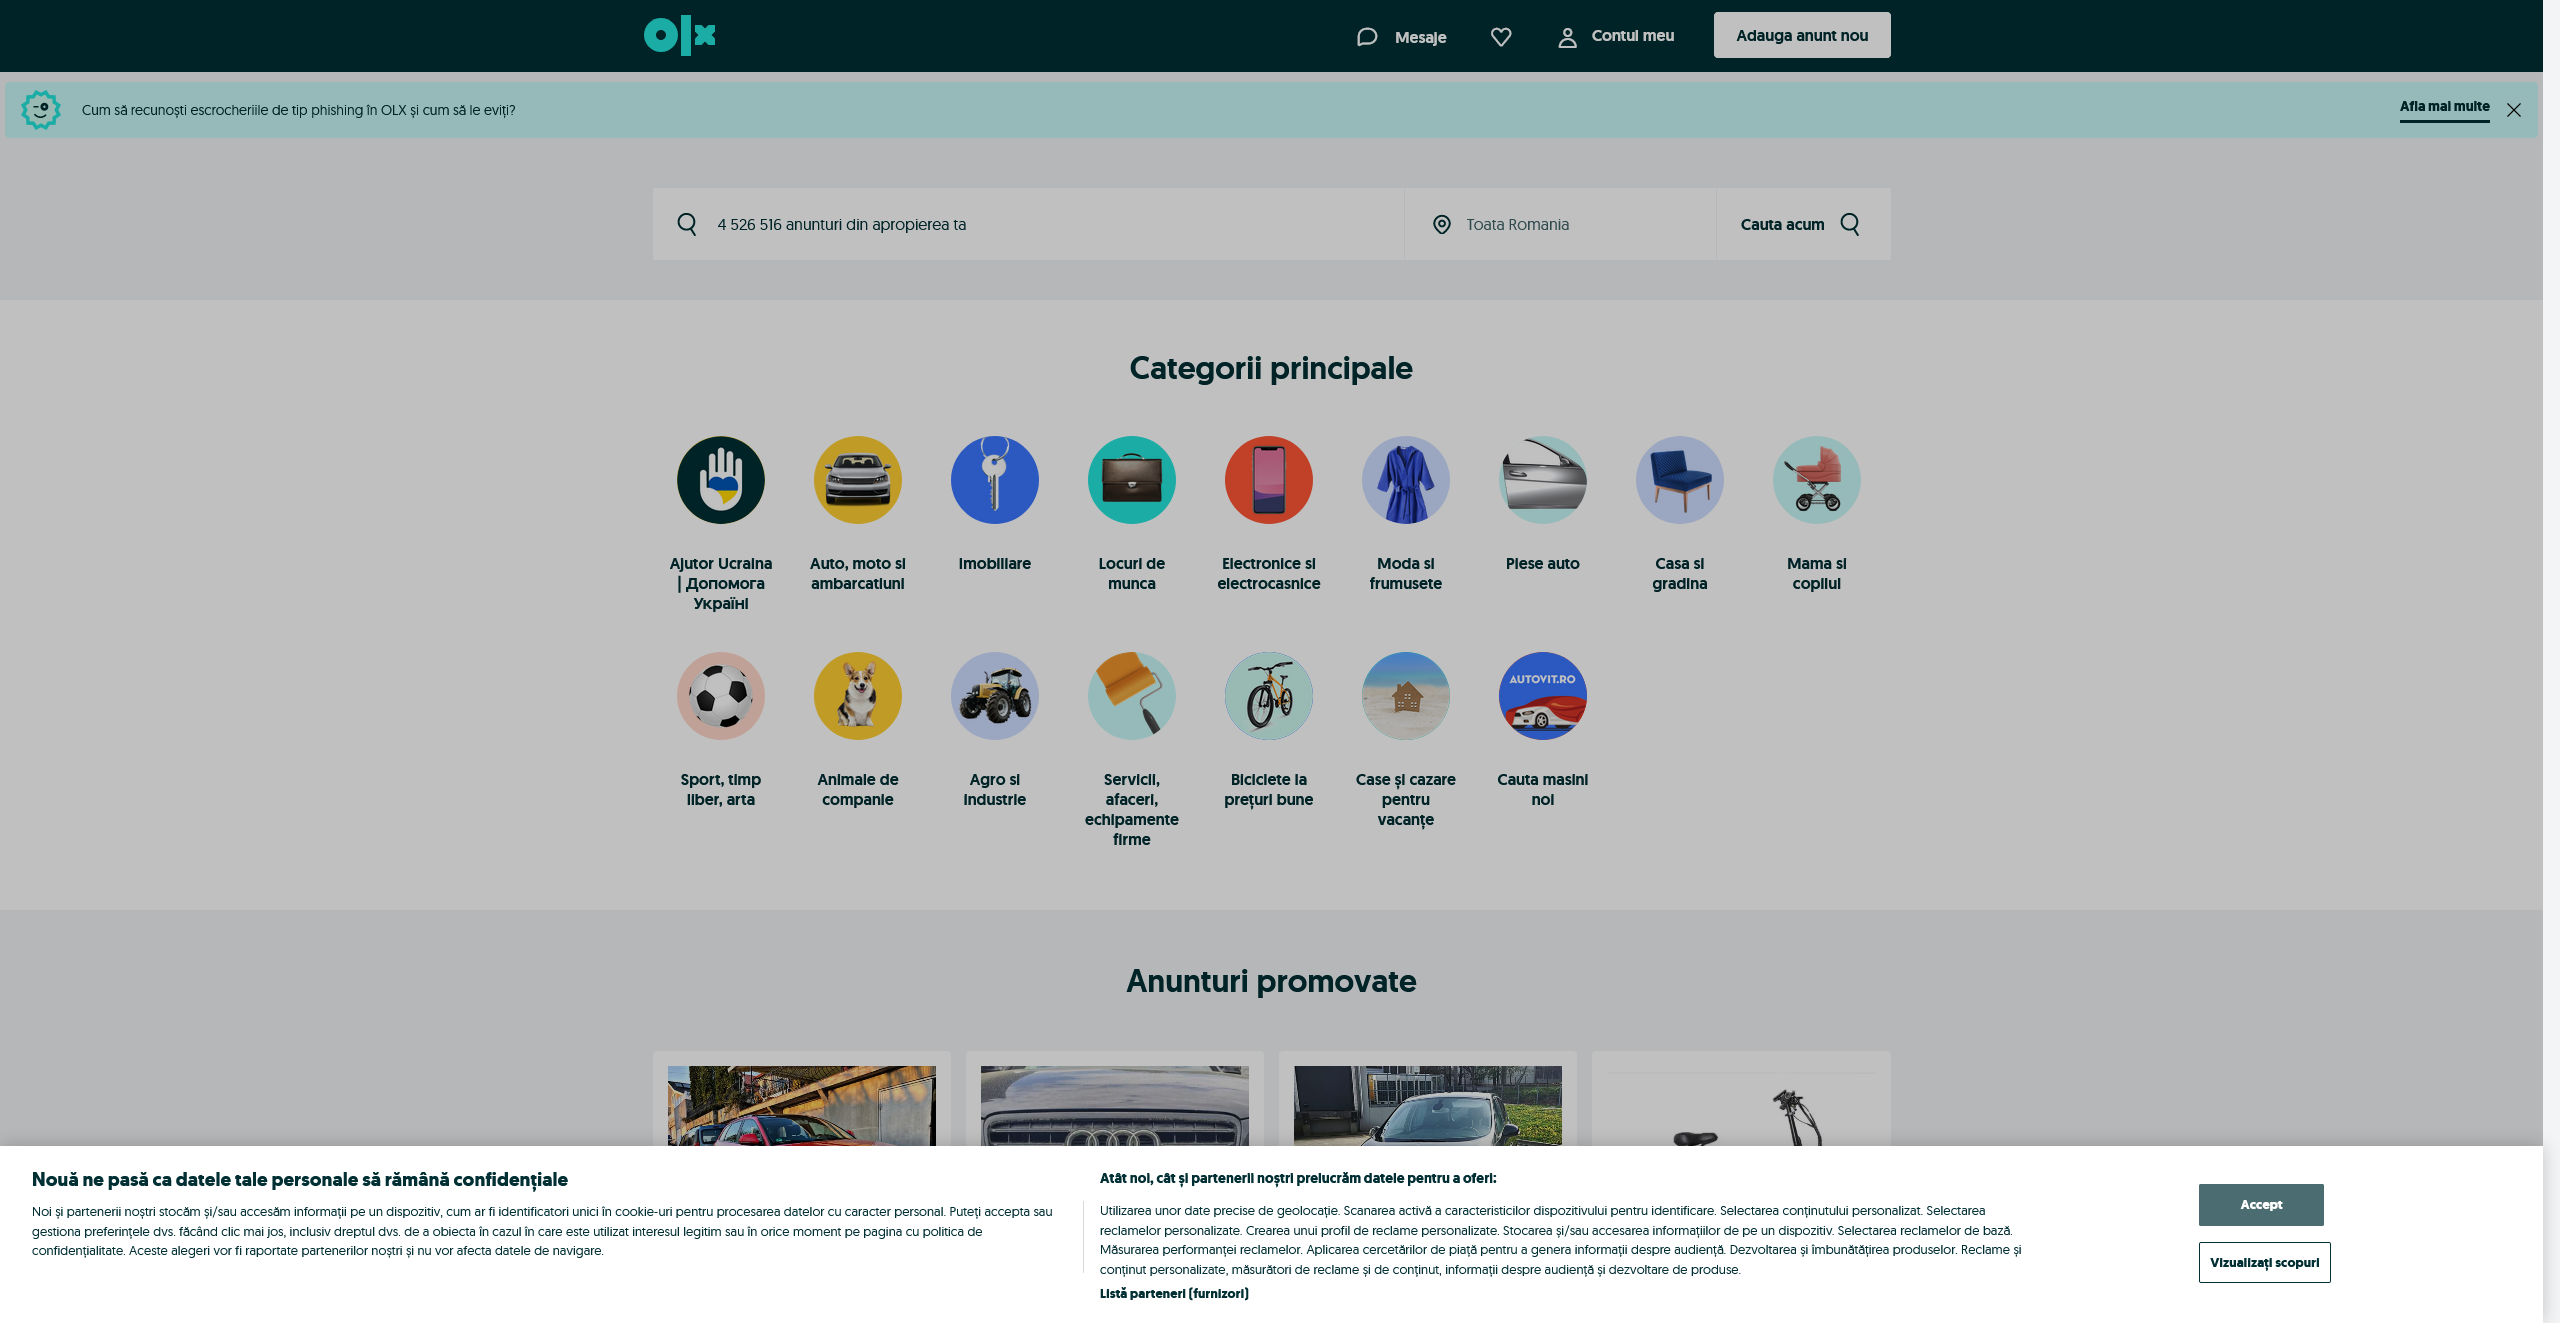 olx
Mesaje
Contul meu
Adauga anunt nou
Cum să recunoști escrocheriile de tip phishing în OLX și cum să le eviți?
Afla mai multe
4 526 516 anunturi din apropierea ta
Toata Romania
Cauta acum
Categorii principale
Ajutor Ucraina
| Допомога
Україні
Auto, moto si
ambarcatiuni
Imobiliare
Locuri de
munca
Electronice si
electrocasnice
Moda si
frumusete
Piese auto
Casa si
gradina
Mama si
copilul
AUTOVIT.RO
Sport, timp
liber, arta
Animale de
companie
Agro si
industrie
Servicii,
afaceri,
echipamente
firme
Biciclete la
prețuri bune
Case și cazare
pentru
vacanțe
Cauta masini
noi
Anunturi promovate
Nouă ne pasă ca datele tale personale să rămână confidențiale
Noi și partenerii noștri stocăm și/sau accesăm informații pe un dispozitiv, cum ar fi identificatori unici în cookie-uri pentru procesarea datelor cu caracter personal. Puteți accepta sau
gestiona preferințele dvs. făcând clic mai jos, inclusiv dreptul dvs. de a obiecta în cazul în care este utilizat interesul legitim sau în orice moment pe pagina cu politica de
confidențialitate. Aceste alegeri vor fi raportate partenerilor noștri și nu vor afecta datele de navigare.
Atât noi, cât și partenerii noștri prelucrăm datele pentru a oferi:
Utilizarea unor date precise de geolocație. Scanarea activă a caracteristicilor dispozitivului pentru identificare. Selectarea conținutului personalizat. Selectarea
reclamelor personalizate. Crearea unui profil de reclame personalizate. Stocarea și/sau accesarea informațiilor de pe un dispozitiv. Selectarea reclamelor de bază.
Măsurarea performanței reclamelor. Aplicarea cercetărilor de piață pentru a genera informații despre audiență. Dezvoltarea și îmbunătățirea produselor. Reclame și
conținut personalizate, măsurători de reclame și de conținut, informații despre audiență și dezvoltare de produse.
Listă parteneri (furnizori)
Accept
Vizualizați scopuri